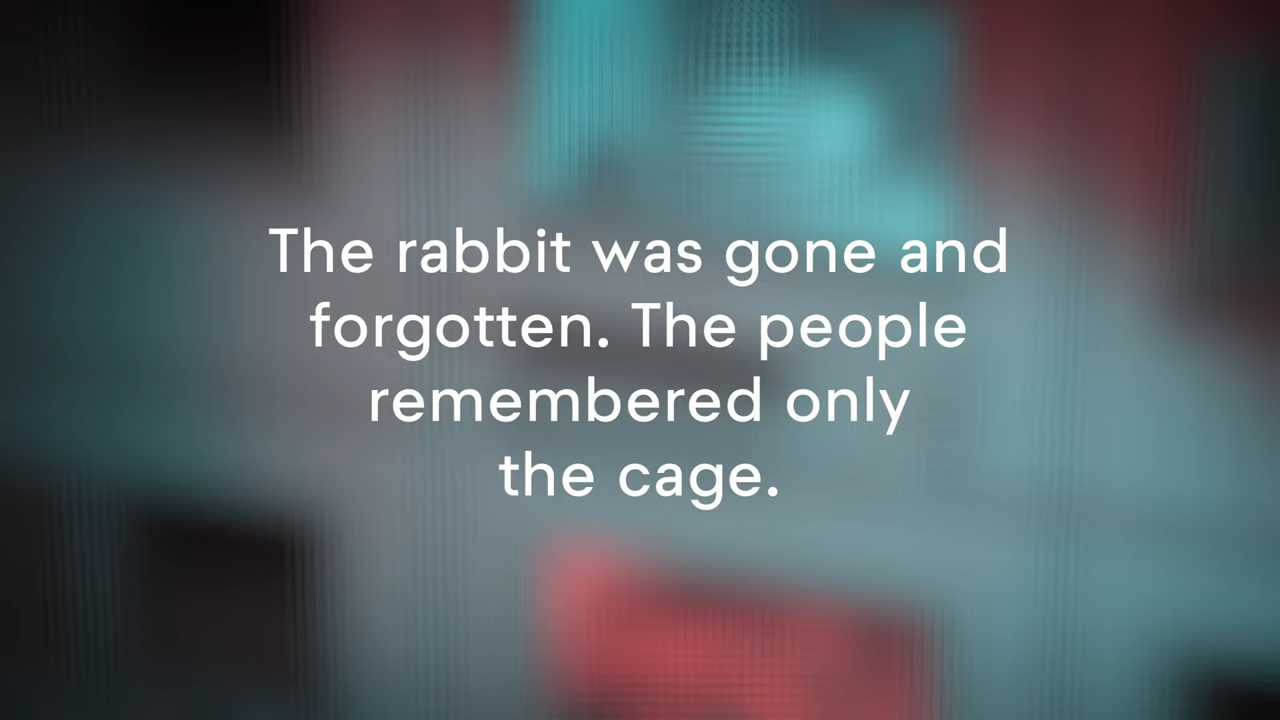 The rabbit was gone and
forgotten. The people
remembered only
the cage.